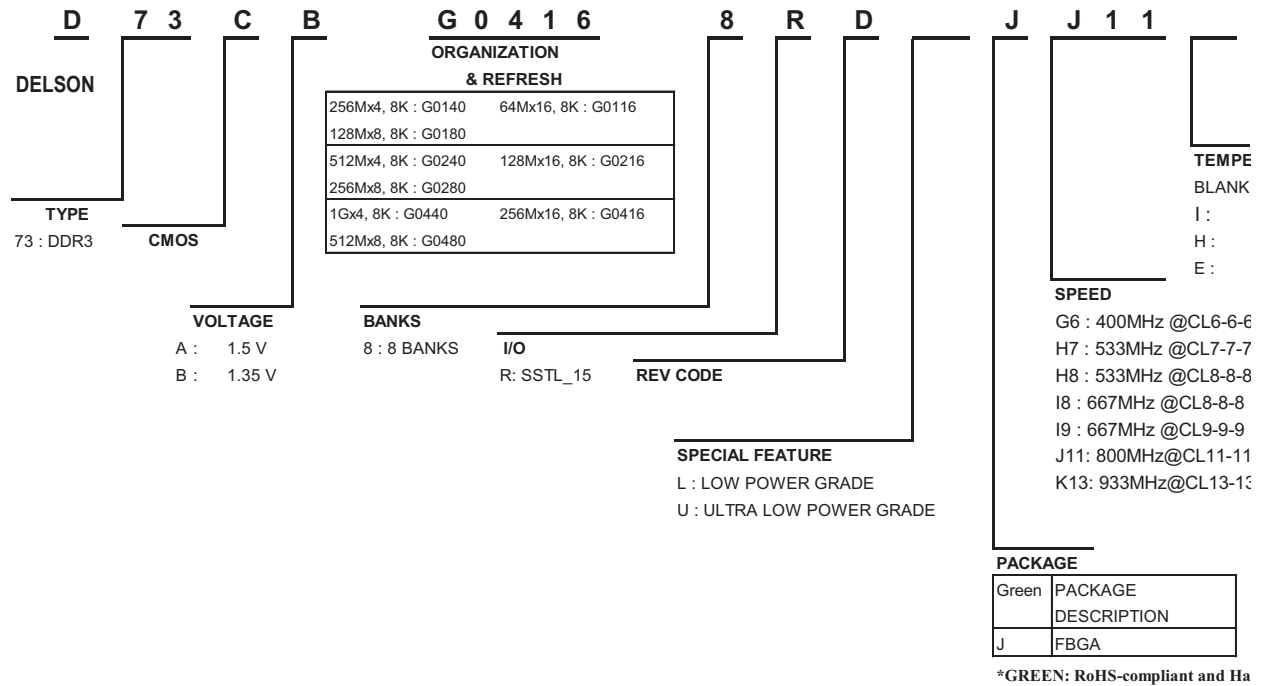 D 7 3 C B G 0 4 1 6 8 R D J J 1 1
ORGANIZATION
& REFRESH
DELSON
256Mx4, 8K : G0140 64Mx16, 8K : G0116
128Mx8, 8K : G0180
512Mx4, 8K : G0240 128Mx16, 8K : G0216
256Mx8, 8K : G0280
1Gx4, 8K : G0440 256Mx16, 8K : G0416
512Mx8, 8K : G0480
TYPE
73 : DDR3
CMOS
TEMPE
BLANK
I :
H :
E :
VOLTAGE
A : 1.5 V
B : 1.35 V
BANKS
8 : 8 BANKS
I/O
R: SSTL_15
REV CODE
SPEED
G6 : 400MHz @CL6-6-6
H7 : 533MHz @CL7-7-7
H8 : 533MHz @CL8-8-8
I8 : 667MHz @CL8-8-8
I9 : 667MHz @CL9-9-9
J11: 800MHz@CL11-11
K13: 933MHz@CL13-13
SPECIAL FEATURE
L : LOW POWER GRADE
U : ULTRA LOW POWER GRADE
PACKAGE
Green PACKAGE
DESCRIPTION
J FBGA
*GREEN: RoHS-compliant and Ha